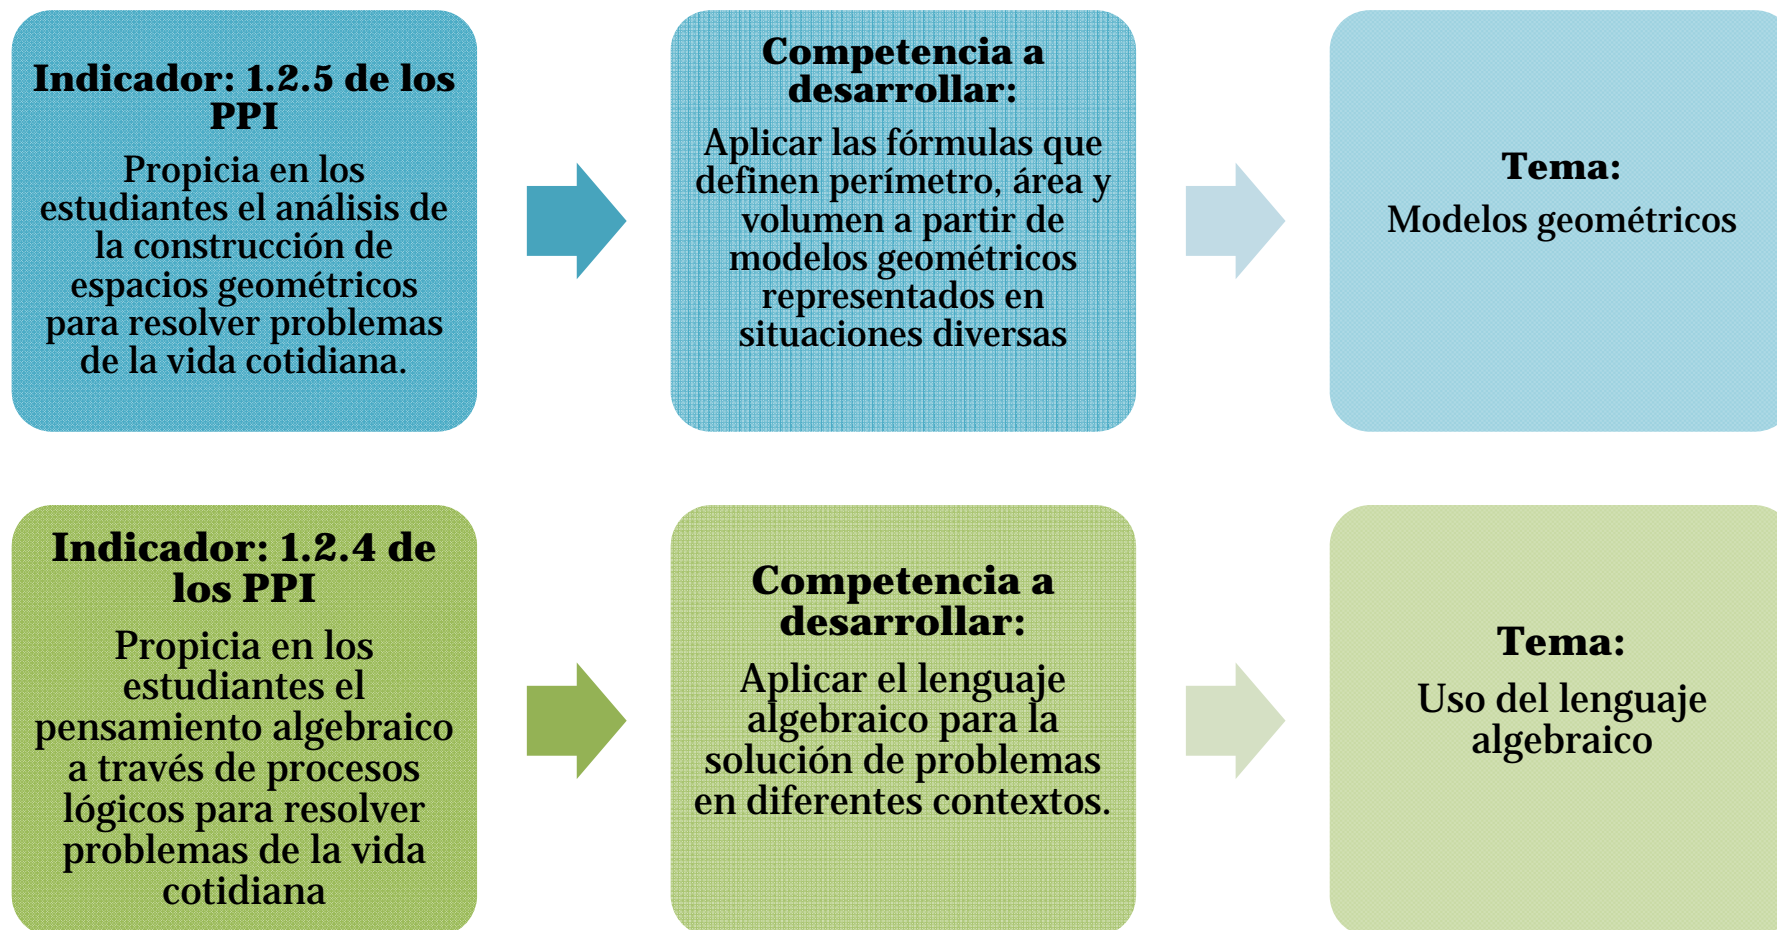 Indicador: 1.2.5 de los
PPI
Propicia en los
estudiantes el análisis de
la construcción de
espacios geométricos
para resolver problemas
de la vida cotidiana.
Competencia a
desarrollar:
Aplicar las fórmulas que
definen perímetro, área y
volumen a partir de
modelos geométricos
representados en
situaciones diversas
Tema:
Modelos geométricos
Indicador: 1.2.4 de
los PPI
Propicia en los
estudiantes el
pensamiento algebraico
a través de procesos
lógicos para resolver
problemas de la vida
cotidiana
Competencia a
desarrollar:
Aplicar el lenguaje
algebraico para la
solución de problemas
en diferentes contextos.
Tema:
Uso del lenguaje
algebraico